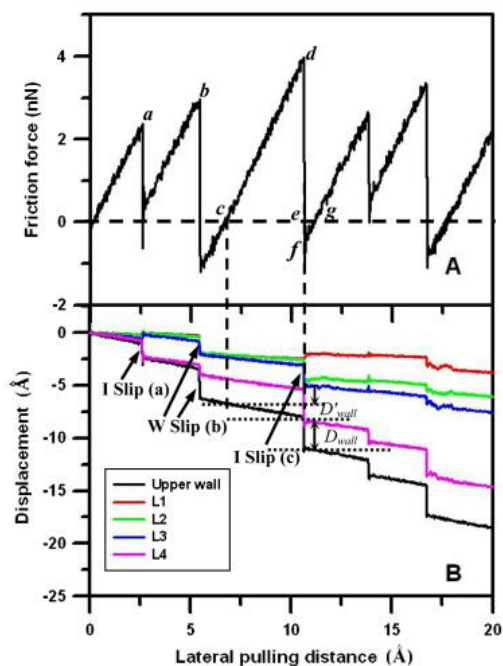 4
2
0
-2
Friction force (nN)
a
b
c
d
e
f
g
A
0
-5
-10
-15
-20
-25
Displacement (Å)
I Slip (a)
W Slip (b)
I Slip (c)
D'wall
Dwall
Upper wall
L1
L2
L3
L4
B
0 5 10 15 20
Lateral pulling distance (Å)